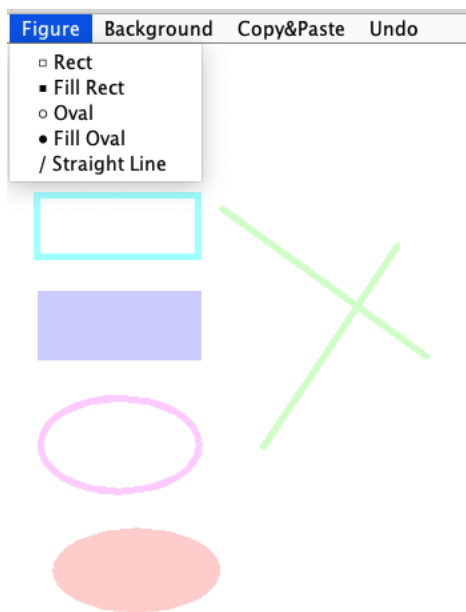 Figure Background Copy&Paste Undo
▫ Rect
▪ Fill Rect
○ Oval
● Fill Oval
/ Straight Line